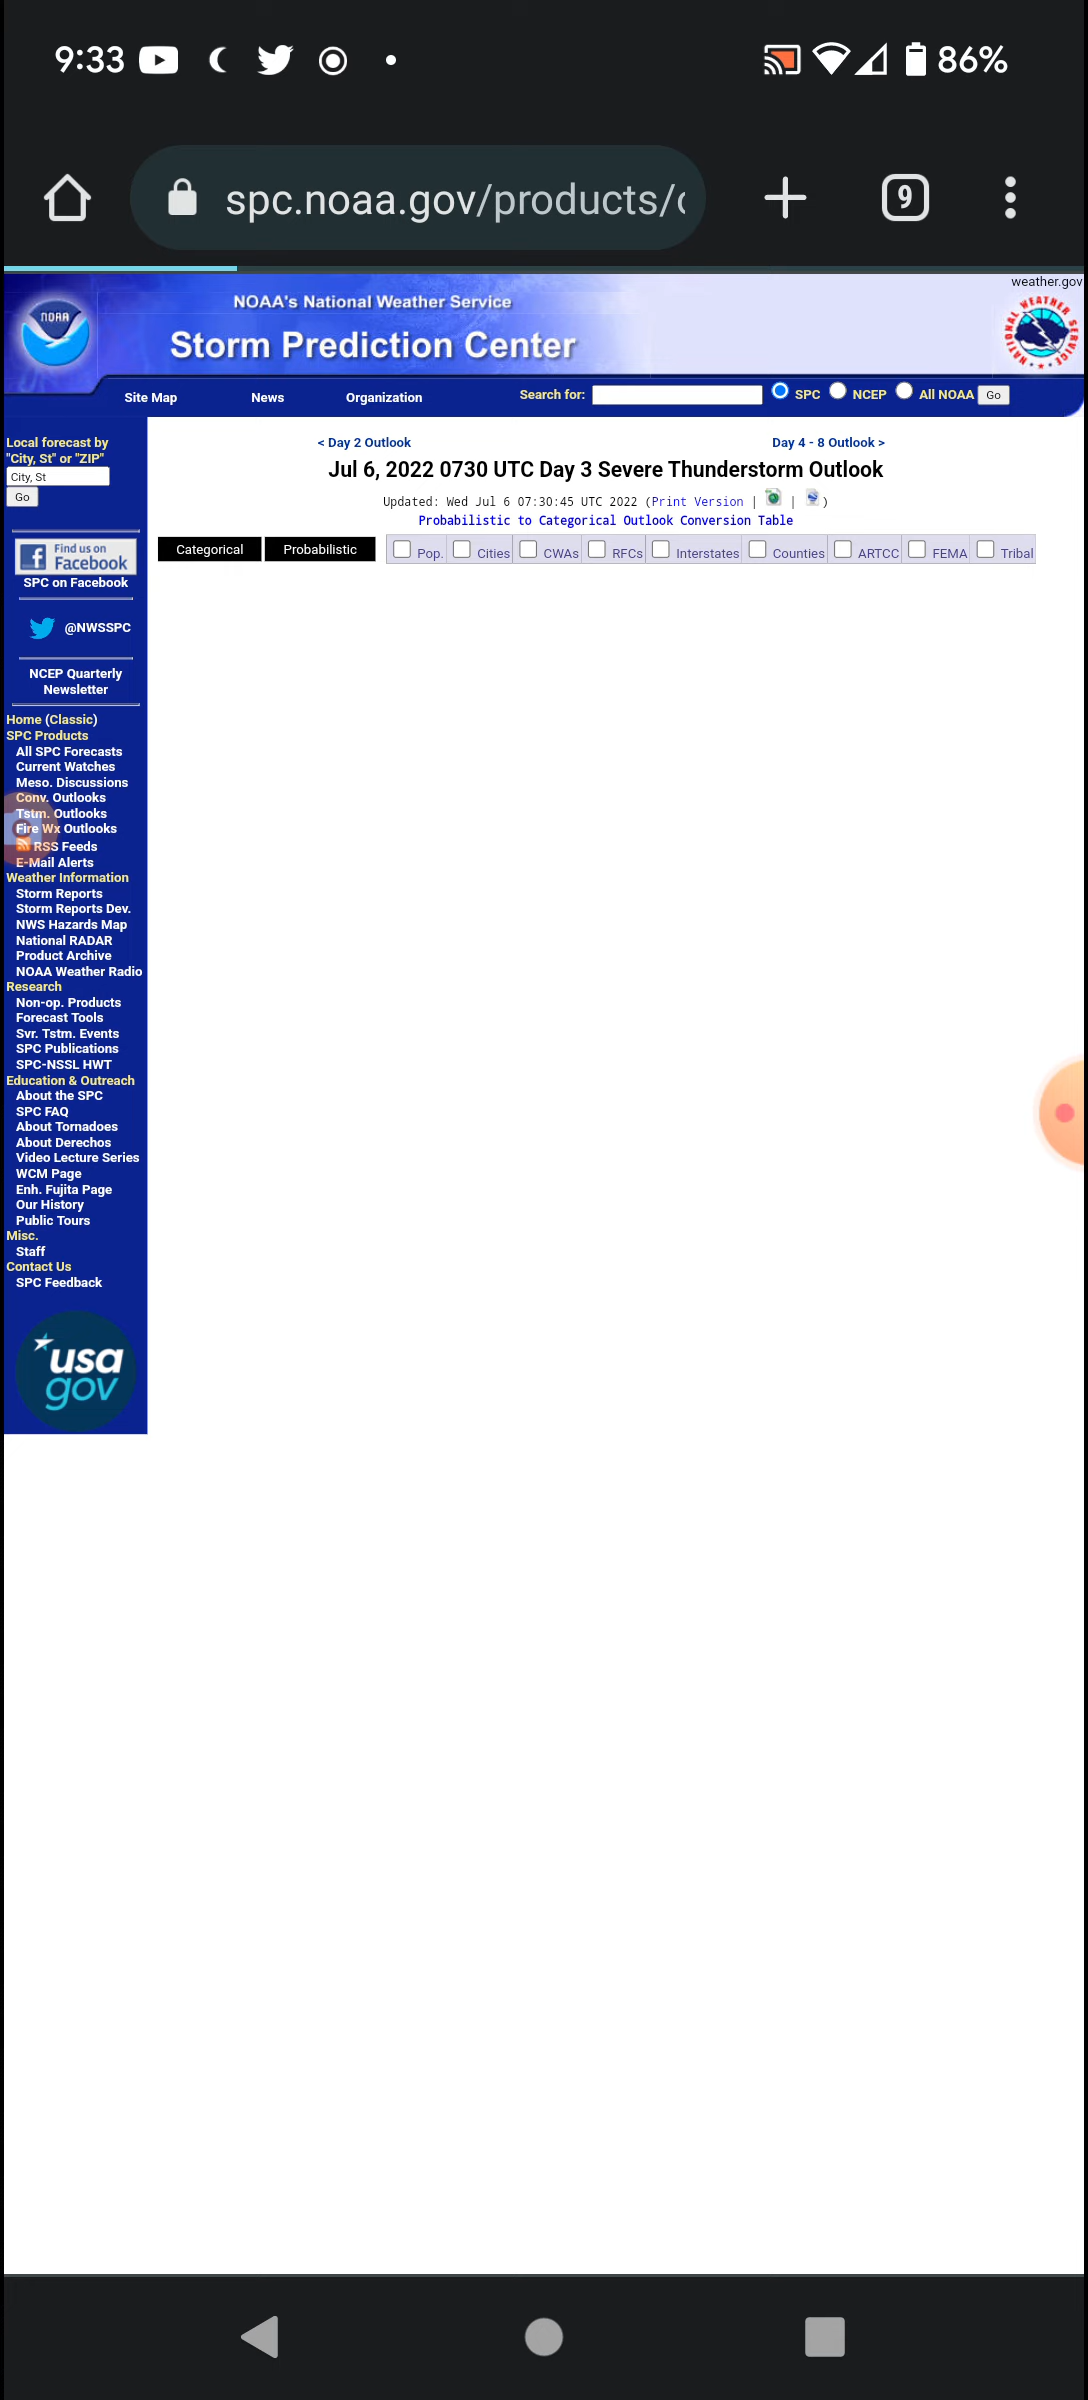 9:33
86%
spc.noaa.gov/products/
9
weather.gov
NOAA
NOAA's National Weather Service
Storm Prediction Center
NATIONAL WEATHER SERVICE
Site Map News Organization Search for: SPC NCEP All NOAA Go
Local forecast by
"City, St" or "ZIP"
City, St
Go
Find us on
Facebook
SPC on Facebook
@NWSSPC
NCEP Quarterly
Newsletter
Home (Classic)
SPC Products
All SPC Forecasts
Current Watches
Meso. Discussions
Conv. Outlooks
Tstm. Outlooks
Fire Wx Outlooks
RSS Feeds
E-Mail Alerts
Weather Information
Storm Reports
Storm Reports Dev.
NWS Hazards Map
National RADAR
Product Archive
NOAA Weather Radio
Research
Non-op. Products
Forecast Tools
Svr. Tstm. Events
SPC Publications
SPC-NSSL HWT
Education & Outreach
About the SPC
SPC FAQ
About Tornadoes
About Derechos
Video Lecture Series
WCM Page
Enh. Fujita Page
Our History
Public Tours
Misc.
Staff
Contact Us
SPC Feedback
usa
gov
< Day 2 Outlook Day 4 - 8 Outlook >
Jul 6, 2022 0730 UTC Day 3 Severe Thunderstorm Outlook
Updated: Wed Jul 6 07:30:45 UTC 2022 (Print Version | | )
Probabilistic to Categorical Outlook Conversion Table
Categorical Probabilistic Pop. Cities CWAs RFCs Interstates Counties ARTCC FEMA Tribal